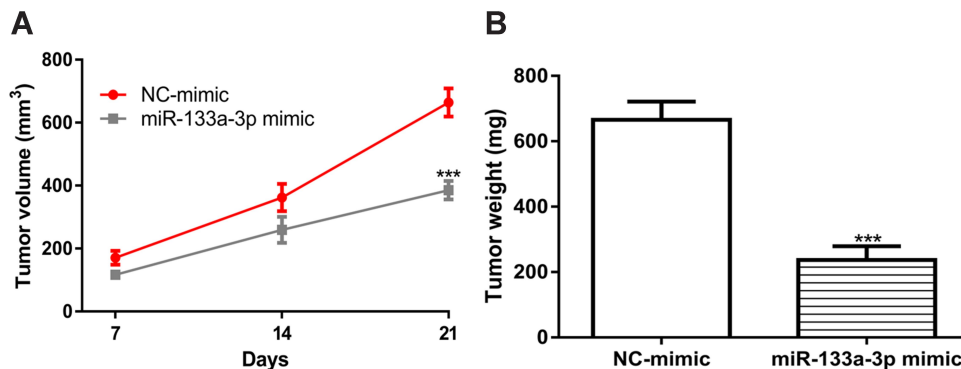 A
Tumor volume (mm³)
800
600
400
200
0
NC-mimic
miR-133a-3p mimic
***
7
14
21
Days
B
Tumor weight (mg)
800
600
400
200
0
***
NC-mimic
miR-133a-3p mimic